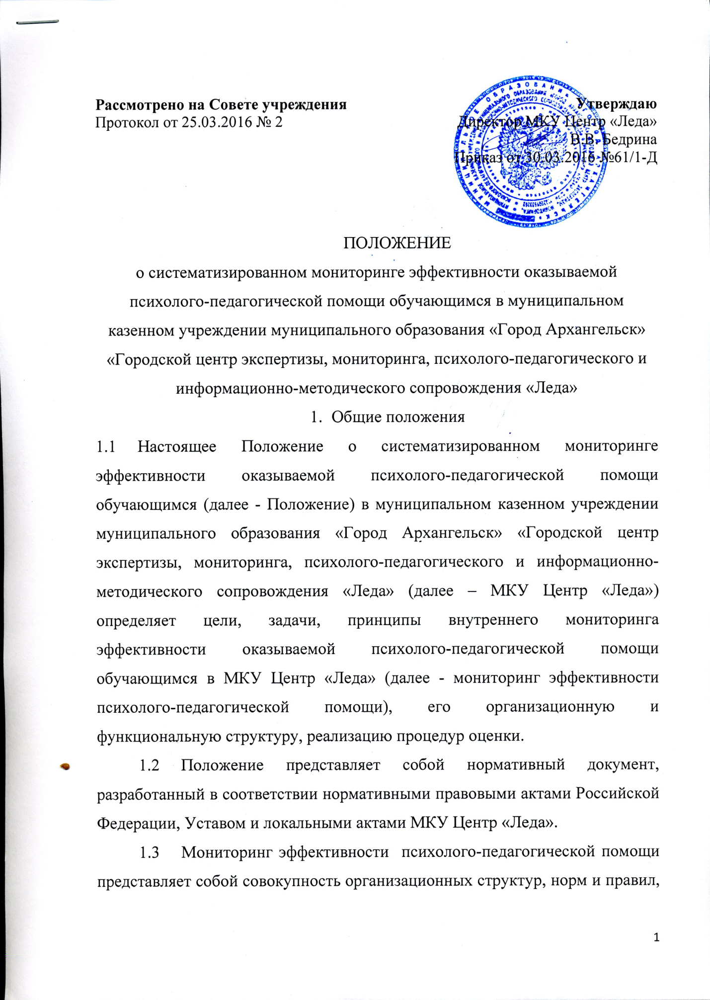 Рассмотрено на Совете учреждения
Протокол от 25.03.2016 № 2
Утверждаю
Директор МКУ Центр «Леда»
В.В. Бедрина
Приказ от 30.03.2016 №61/1-Д
МУНИЦИПАЛЬНОЕ ОБРАЗОВАНИЕ ГОРОД АРХАНГЕЛЬСК
ПОЛОЖЕНИЕ
о систематизированном мониторинге эффективности оказываемой
психолого-педагогической помощи обучающимся в муниципальном
казенном учреждении муниципального образования «Город Архангельск»
«Городской центр экспертизы, мониторинга, психолого-педагогического и
информационно-методического сопровождения «Леда»
1. Общие положения
1.1 Настоящее Положение о систематизированном мониторинге
эффективности оказываемой психолого-педагогической помощи
обучающимся (далее - Положение) в муниципальном казенном учреждении
муниципального образования «Город Архангельск» «Городской центр
экспертизы, мониторинга, психолого-педагогического и информационно-
методического сопровождения «Леда» (далее – МКУ Центр «Леда»)
определяет цели, задачи, принципы внутреннего мониторинга
эффективности оказываемой психолого-педагогической помощи
обучающимся в МКУ Центр «Леда» (далее - мониторинг эффективности
психолого-педагогической помощи), его организационную и
функциональную структуру, реализацию процедур оценки.
1.2 Положение представляет собой нормативный документ,
разработанный в соответствии нормативными правовыми актами Российской
Федерации, Уставом и локальными актами МКУ Центр «Леда».
1.3 Мониторинг эффективности психолого-педагогической помощи
представляет собой совокупность организационных структур, норм и правил,
1